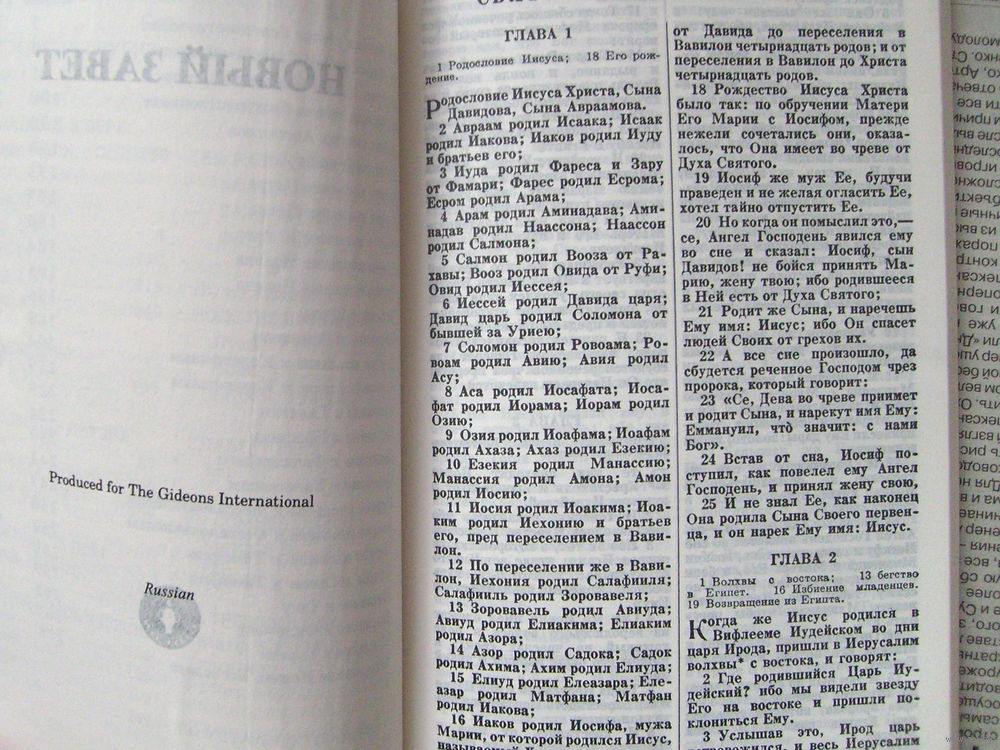 НОВЫЙ ЗАВЕТ
Produced for The Gideons International
Russian
ГЛАВА 1
1 Родословие Иисуса; 18 Его рож-
дение.
Родословие Иисуса Христа, Сына
Давидова, Сына Авраамова.
2 Авраам родил Исаака; Исаак
родил Иакова; Иаков родил Иуду
и братьев его;
3 Иуда родил Фареса и Зару
от Фамари; Фарес родил Есрома;
Есром родил Арама;
4 Арам родил Аминадава; Ами-
надав родил Наассона; Наассон
родил Салмона;
5 Салмон родил Вооза от Ра-
хавы; Вооз родил Овида от Руфи;
Овид родил Иессея;
6 Иессей родил Давида царя;
Давид царь родил Соломона от
бывшей за Уриею;
7 Соломон родил Ровоама; Ро-
воам родил Авию; Авия родил
Асу;
8 Аса родил Иосафата; Иоса-
фат родил Иорама; Иорам родил
Озию;
9 Озия родил Иоафама; Иоафам
родил Ахаза; Ахаз родил Езекию;
10 Езекия родил Манассию;
Манассия родил Амона; Амон
родил Иосию;
11 Иосия родил Иоакима; Иоа-
ким родил Иехонию и братьев
его, пред переселением в Вави-
лон.
12 По переселении же в Вави-
лон, Иехония родил Салафииля;
Салафииль родил Зоровавеля;
13 Зоровавель родил Авиуда;
Авиуд родил Елиакима; Елиаким
родил Азора;
14 Азор родил Садока; Садок
родил Ахима; Ахим родил Елиуда;
15 Елиуд родил Елеазара; Еле-
азар родил Матфана; Матфан
родил Иакова;
16 Иаков родил Иосифа, мужа
Марии, от которой родился Иисус,
называемый
от Давида до переселения в
Вавилон четырнадцать родов; и от
переселения в Вавилон до Христа
четырнадцать родов.
18 Рождество Иисуса Христа
было так: по обручении Матери
Его Марии с Иосифом, прежде
нежели сочетались они, оказа-
лось, что Она имеет во чреве от
Духа Святого.
19 Иосиф же муж Ее, будучи
праведен и не желая огласить Ее,
хотел тайно отпустить Ее.
20 Но когда он помыслил это,—
се, Ангел Господень явился ему
во сне и сказал: Иосиф, сын
Давидов! не бойся принять Ма-
рию, жену твою; ибо родившееся
в Ней есть от Духа Святого;
21 Родит же Сына, и наречешь
Ему имя: Иисус; ибо Он спасет
людей Своих от грехов их.
22 А все сие произошло, да
сбудется реченное Господом чрез
пророка, который говорит:
23 «Се, Дева во чреве приимет
и родит Сына, и нарекут имя Ему:
Еммануил, чтó значит: с нами
Бог».
24 Встав от сна, Иосиф по-
ступил, как повелел ему Ангел
Господень, и принял жену свою,
25 И не знал Ее, как наконец
Она родила Сына Своего первен-
ца, и он нарек Ему имя: Иисус.
ГЛАВА 2
1 Волхвы с востока; 13 бегство
в Египет. 16 Избиение младенцев.
19 Возвращение из Египта.
Когда же Иисус родился в
Вифлееме Иудейском во дни
царя Ирода, пришли в Иерусалим
волхвы* с востока, и говорят:
2 Где родившийся Царь Иу-
дейский? ибо мы видели звезду
Его на востоке и пришли по-
клониться Ему.
3 Услышав это, Ирод царь
встревожился, и весь Иерусалим